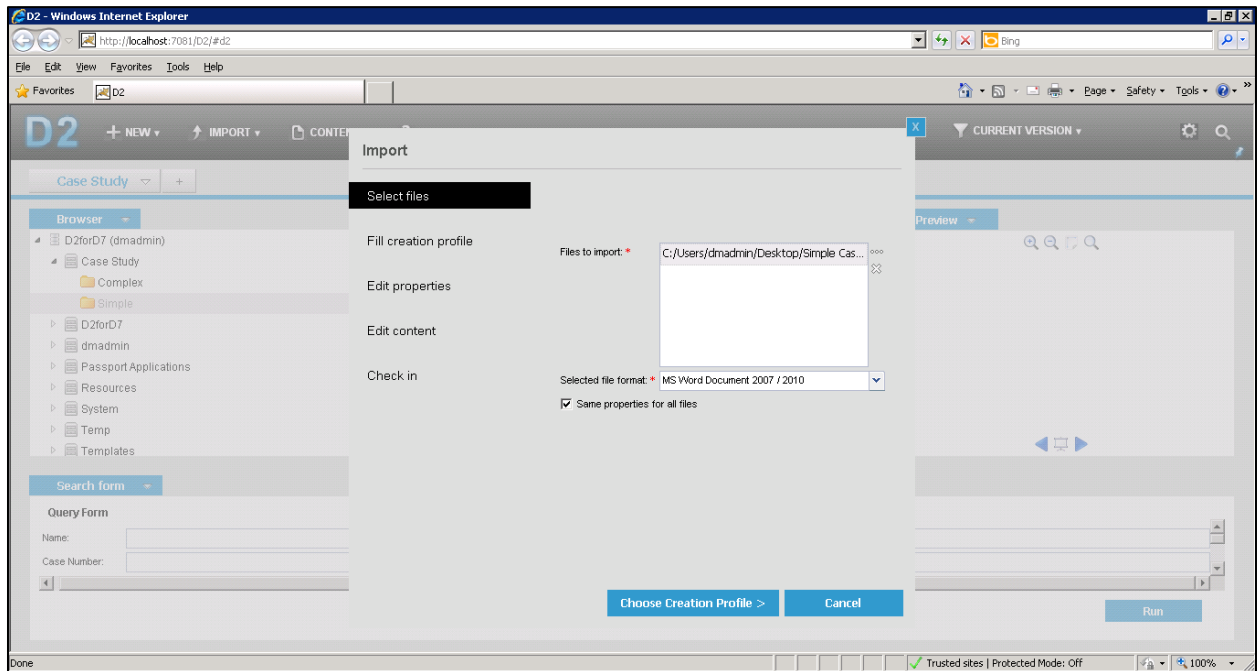 D2 - Windows Internet Explorer
http://localhost:7081/D2/#d2
Bing
File Edit View Favorites Tools Help
Favorites D2 Page Safety Tools
D2 NEW IMPORT CURRENT VERSION
X
Import
Case Study +
Select files
Browser
Preview
D2forD7 (dmadmin)
Case Study
Complex
Simple
D2forD7
dmadmin
Passport Applications
Resources
System
Temp
Templates
Fill creation profile
Edit properties
Edit content
Check in
Files to import: * C:/Users/dmadmin/Desktop/Simple Cas...
Selected file format: * MS Word Document 2007 / 2010
Same properties for all files
Search form
Query Form
Name:
Case Number:
Choose Creation Profile > Cancel
Run
Done Trusted sites | Protected Mode: Off 100%